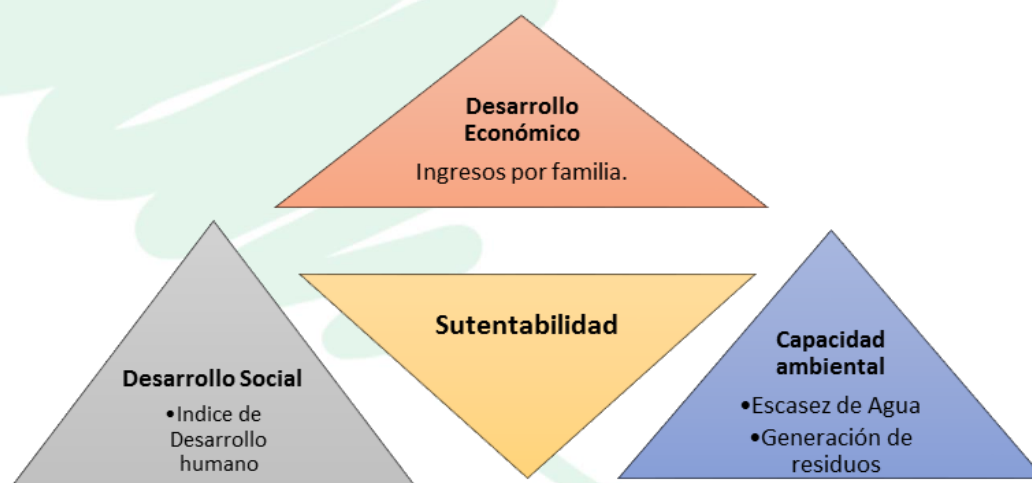 Desarrollo
Económico
Ingresos por familia.
Sutentabilidad
Desarrollo Social
•Indice de
Desarrollo
humano
Capacidad
ambiental
•Escasez de Agua
•Generación de
residuos